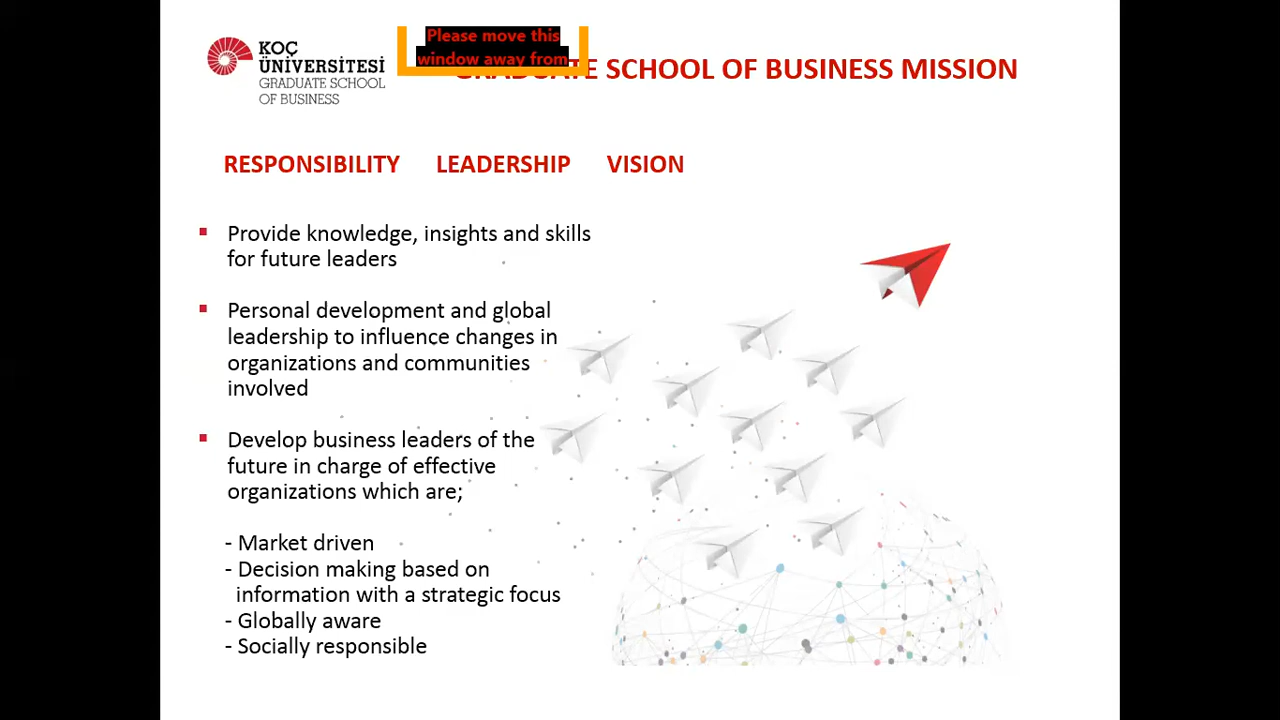 KOÇ
ÜNİVERSİTESİ
GRADUATE SCHOOL
OF BUSINESS
Please move this
window away from
GRADUATE SCHOOL OF BUSINESS MISSION
RESPONSIBILITY LEADERSHIP VISION
▪ Provide knowledge, insights and skills
for future leaders
▪ Personal development and global
leadership to influence changes in
organizations and communities
involved
▪ Develop business leaders of the
future in charge of effective
organizations which are;
- Market driven
- Decision making based on
information with a strategic focus
- Globally aware
- Socially responsible